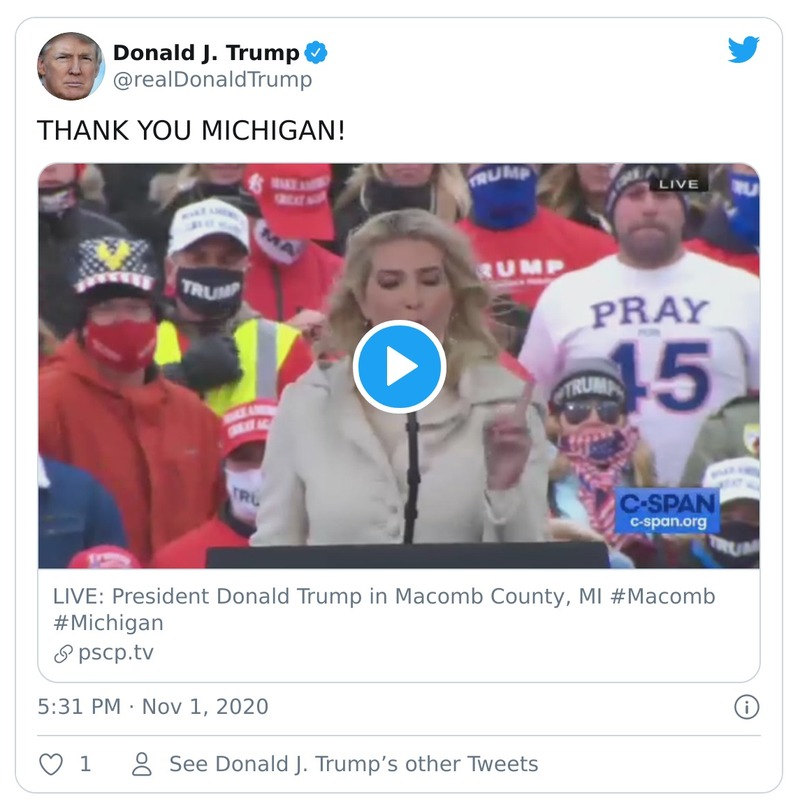 Donald J. Trump
@realDonaldTrump
THANK YOU MICHIGAN!
LIVE
TRUMP
TRUMP
PRAY
FOR
45
TRUMP
C-SPAN
c-span.org
LIVE: President Donald Trump in Macomb County, MI #Macomb
#Michigan
pscp.tv
5:31 PM · Nov 1, 2020
1
See Donald J. Trump’s other Tweets